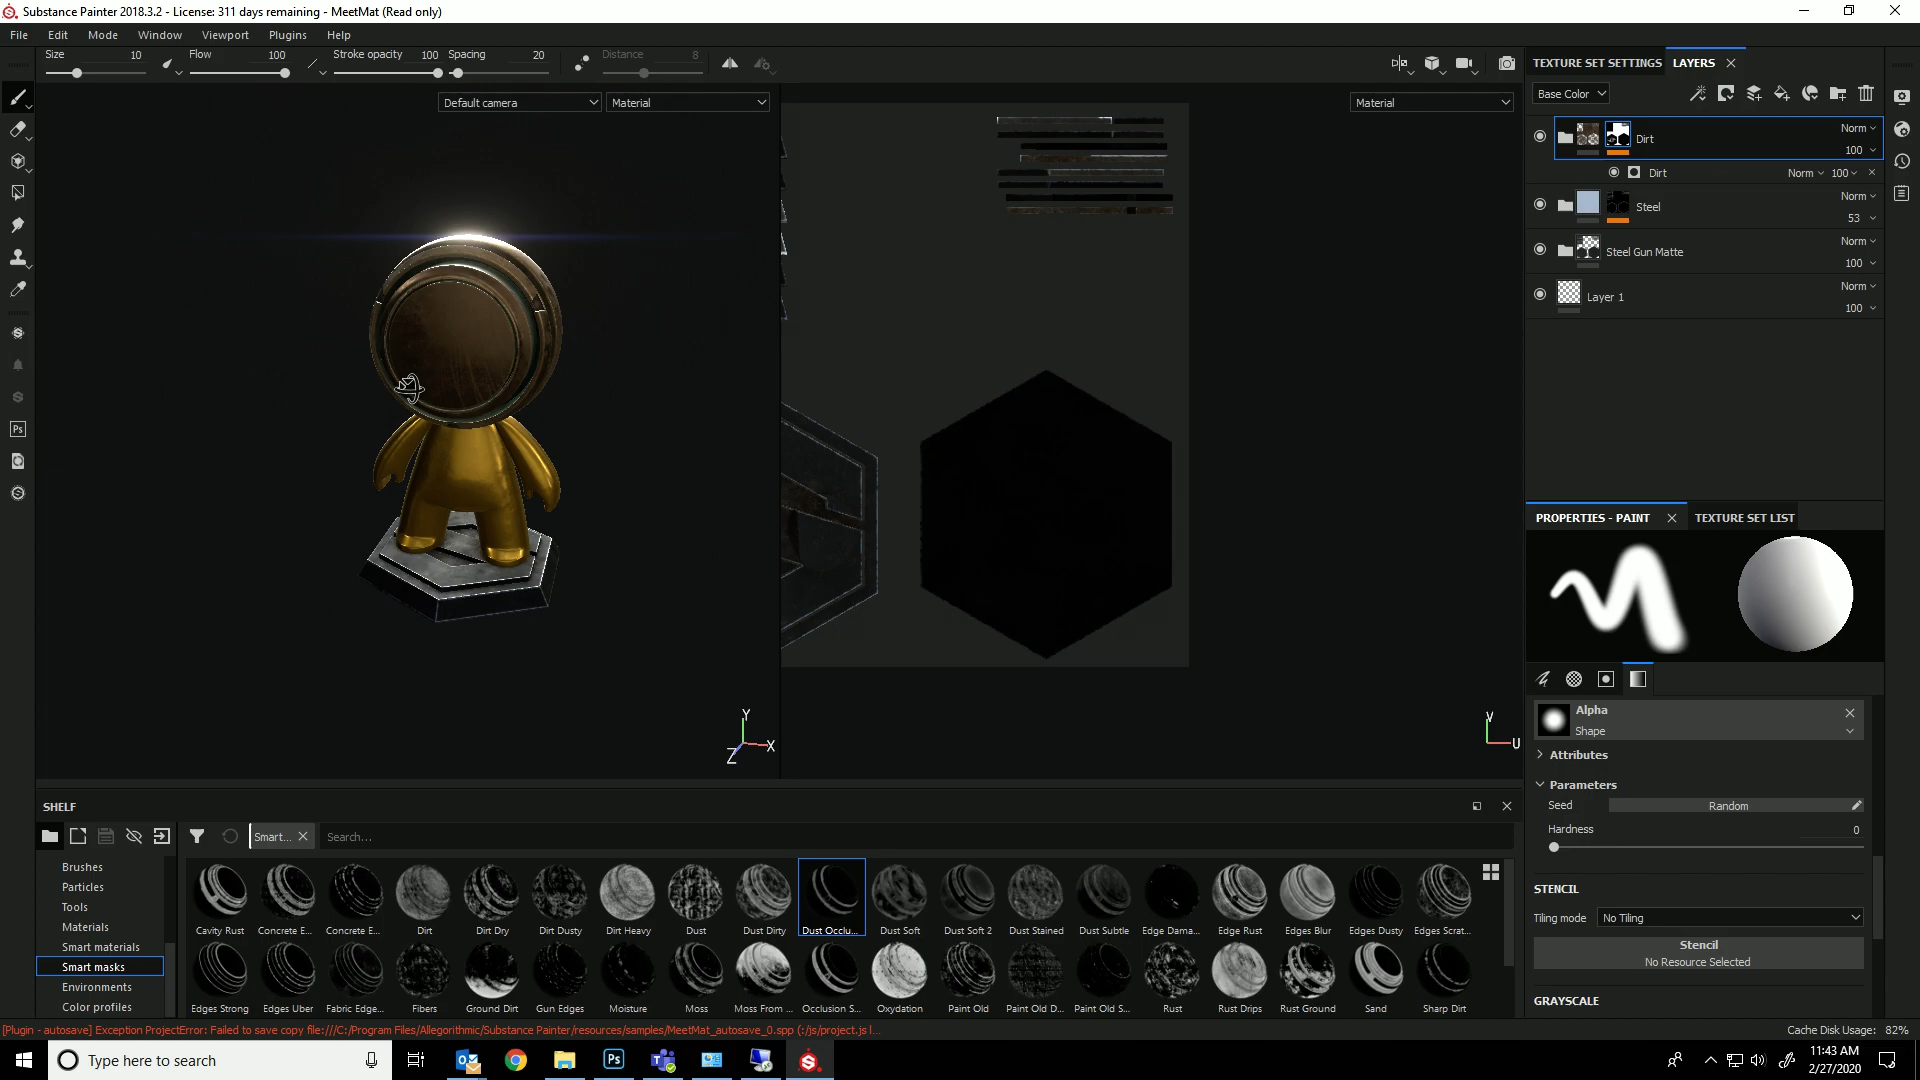 Substance Painter 2018.3.2 - License: 311 days remaining - MeetMat (Read only)
File Edit Mode Window Viewport Plugins Help
Size 10 Flow 100 Stroke opacity 100 Spacing 20 Distance 8
Default camera Material Material
TEXTURE SET SETTINGS LAYERS
Base Color
Dirt Norm
100
Dirt Norm 100
Steel Norm
53
Steel Gun Matte Norm
100
Layer 1 Norm
100
Y
X
Z
V
U
PROPERTIES - PAINT TEXTURE SET LIST
Alpha
Shape
Attributes
Parameters
Seed Random
Hardness 0
STENCIL
Tiling mode No Tiling
Stencil
No Resource Selected
GRAYSCALE
SHELF
Smart... Search...
Brushes
Particles
Tools
Materials
Smart materials
Smart masks
Environments
Color profiles
Cavity Rust Concrete E... Concrete E... Dirt Dirt Dry Dirt Dusty Dirt Heavy Dust Dust Dirty Dust Occlu... Dust Soft Dust Soft 2 Dust Stained Dust Subtle Edge Dama... Edge Rust Edges Blur Edges Dusty Edges Scrat...
Edges Strong Edges Uber Fabric Edge... Fibers Ground Dirt Gun Edges Moisture Moss Moss From ... Occlusion S... Oxydation Paint Old Paint Old D... Paint Old S... Rust Rust Drips Rust Ground Sand Sharp Dirt
[Plugin - autosave] Exception ProjectError: Failed to save copy file:///C:/Program Files/Allegorithmic/Substance Painter/resources/samples/MeetMat_autosave_0.spp (:/js/project.js l...
Cache Disk Usage: 82%
Type here to search
Ps
11:43 AM
2/27/2020